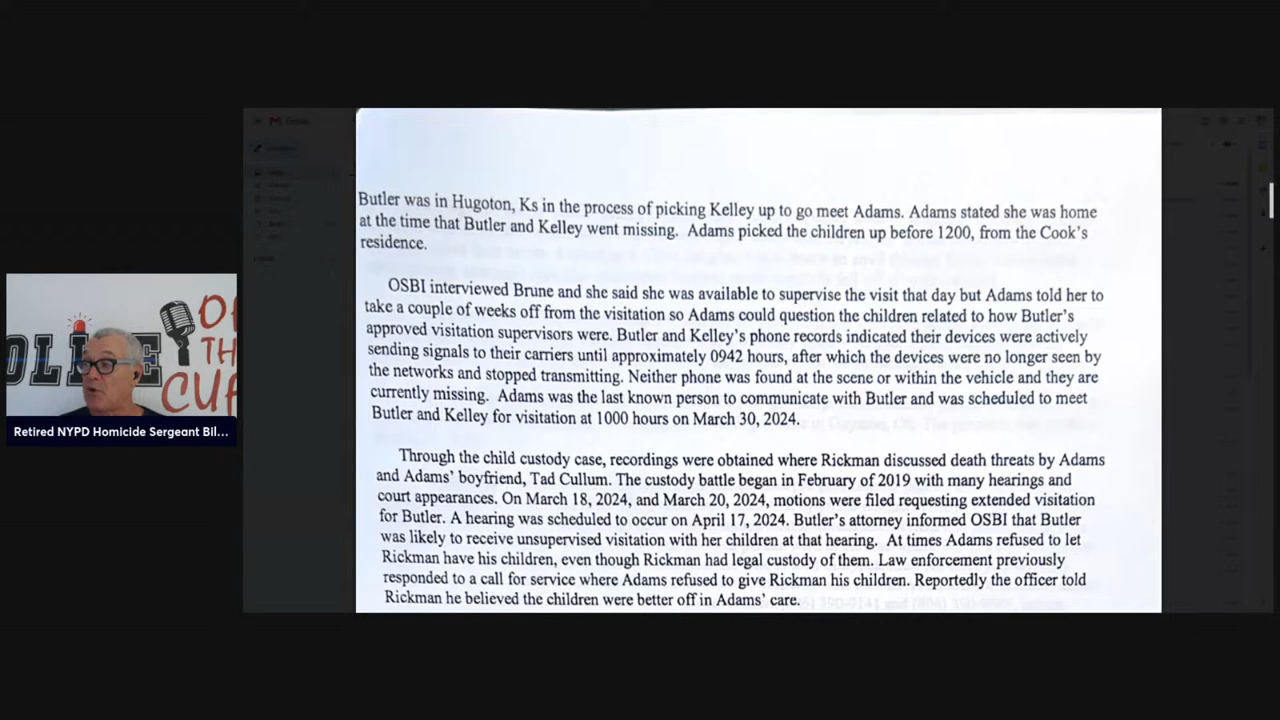 Butler was in Hugoton, Ks in the process of picking Kelley up to go meet Adams. Adams stated she was home
at the time that Butler and Kelley went missing. Adams picked the children up before 1200, from the Cook's
residence.
OSBI interviewed Brune and she said she was available to supervise the visit that day but Adams told her to
take a couple of weeks off from the visitation so Adams could question the children related to how Butler's
approved visitation supervisors were. Butler and Kelley's phone records indicated their devices were actively
sending signals to their carriers until approximately 0942 hours, after which the devices were no longer seen by
the networks and stopped transmitting. Neither phone was found at the scene or within the vehicle and they are
currently missing. Adams was the last known person to communicate with Butler and was scheduled to meet
Butler and Kelley for visitation at 1000 hours on March 30, 2024.
Through the child custody case, recordings were obtained where Rickman discussed death threats by Adams
and Adams' boyfriend, Tad Cullum. The custody battle began in February of 2019 with many hearings and
court appearances. On March 18, 2024, and March 20, 2024, motions were filed requesting extended visitation
for Butler. A hearing was scheduled to occur on April 17, 2024. Butler's attorney informed OSBI that Butler
was likely to receive unsupervised visitation with her children at that hearing. At times Adams refused to let
Rickman have his children, even though Rickman had legal custody of them. Law enforcement previously
responded to a call for service where Adams refused to give Rickman his children. Reportedly the officer told
Rickman he believed the children were better off in Adams' care.
OLICE
OF
TH
CUF
Retired NYPD Homicide Sergeant Bil...